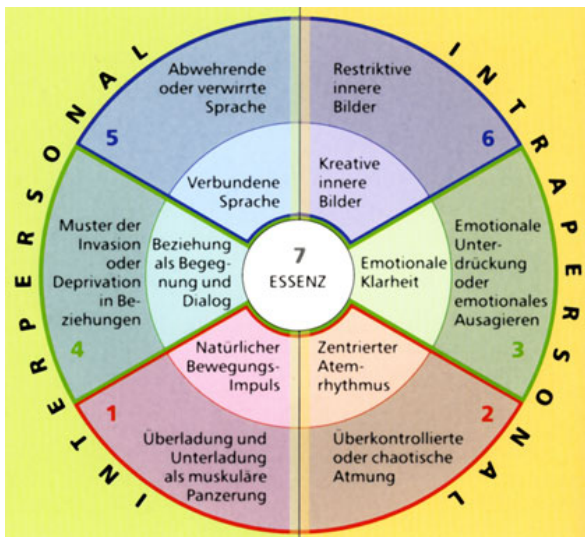 INTERPERSONAL
INTRAPERSONAL
Abwehrende
oder verwirrte
Sprache
5
Verbundene
Sprache
Restriktive
innere
Bilder
6
Kreative
innere
Bilder
Muster der
Invasion
oder
Deprivation
in Be-
ziehungen
4
Beziehung
als Begeg-
nung und
Dialog
7
ESSENZ
Emotionale
Klarheit
Emotionale
Unter-
drückung
oder
emotionales
Ausagieren
3
Natürlicher
Bewegungs-
Impuls
1
Überladung und
Unterladung
als muskuläre
Panzerung
Zentrierter
Atem-
rhythmus
2
Überkontrollierte
oder chaotische
Atmung